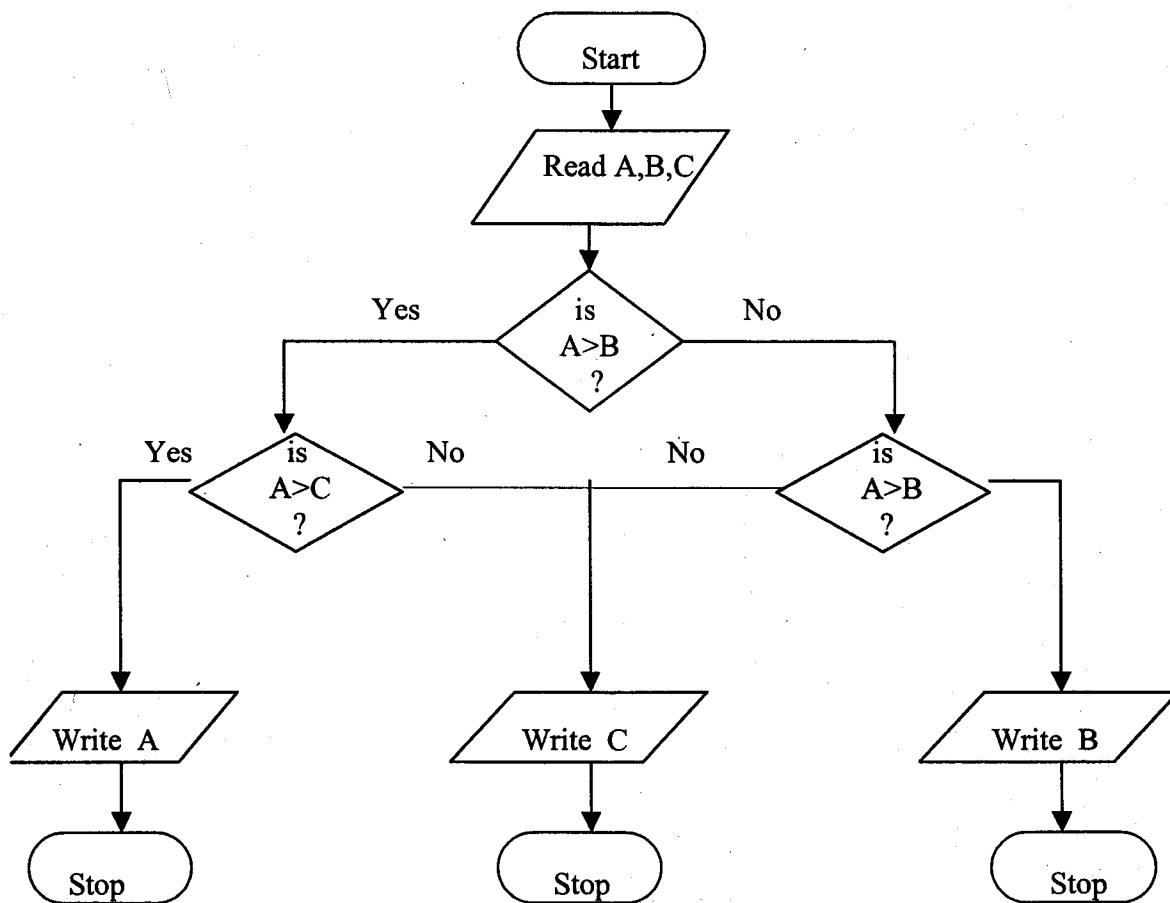 Start
Read A,B,C
Yes
is
A>B
?
No
Yes
is
A>C
?
No
No
is
A>B
?
Write A
Write C
Write B
Stop
Stop
Stop